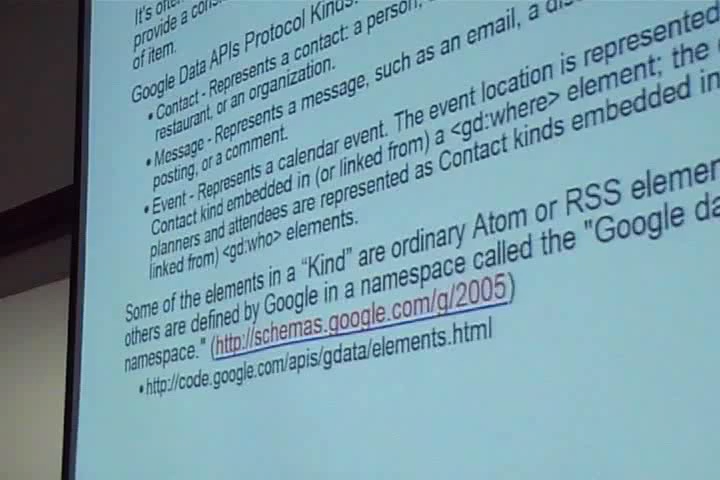 It's often
provide a
of item.
Google Data APIs Protocol Kinds:
• Contact - Represents a contact: a person,
restaurant, or an organization.
• Message - Represents a message, such as an email, a
posting, or a comment.
• Event - Represents a calendar event. The event location is represented
Contact kind embedded in (or linked from) a <gd:where> element; the
planners and attendees are represented as Contact kinds embedded in
linked from) <gd:who> elements.
Some of the elements in a "Kind" are ordinary Atom or RSS
others are defined by Google in a namespace called the "Google
namespace." (http://schemas.google.com/g/2005)
• http://code.google.com/apis/gdata/elements.html